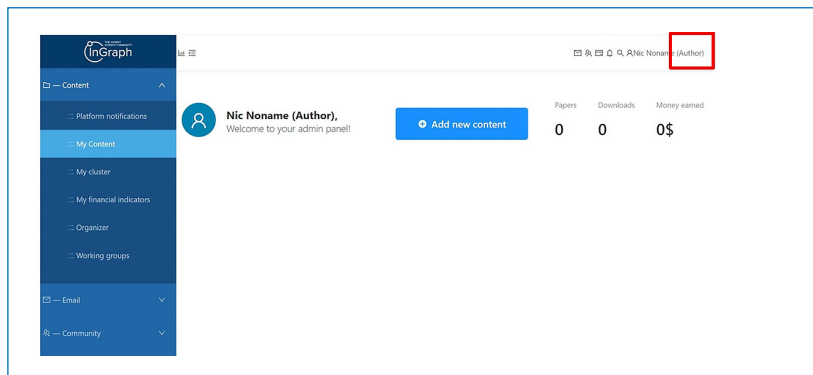 InGraph
Nic Noname (Author)
— Content
Platform notifications
My Content
My cluster
My financial indicators
Organizer
Working groups
— Email
— Community
Nic Noname (Author),
Welcome to your admin panel!
Add new content
Papers Downloads Money earned
0 0 0$